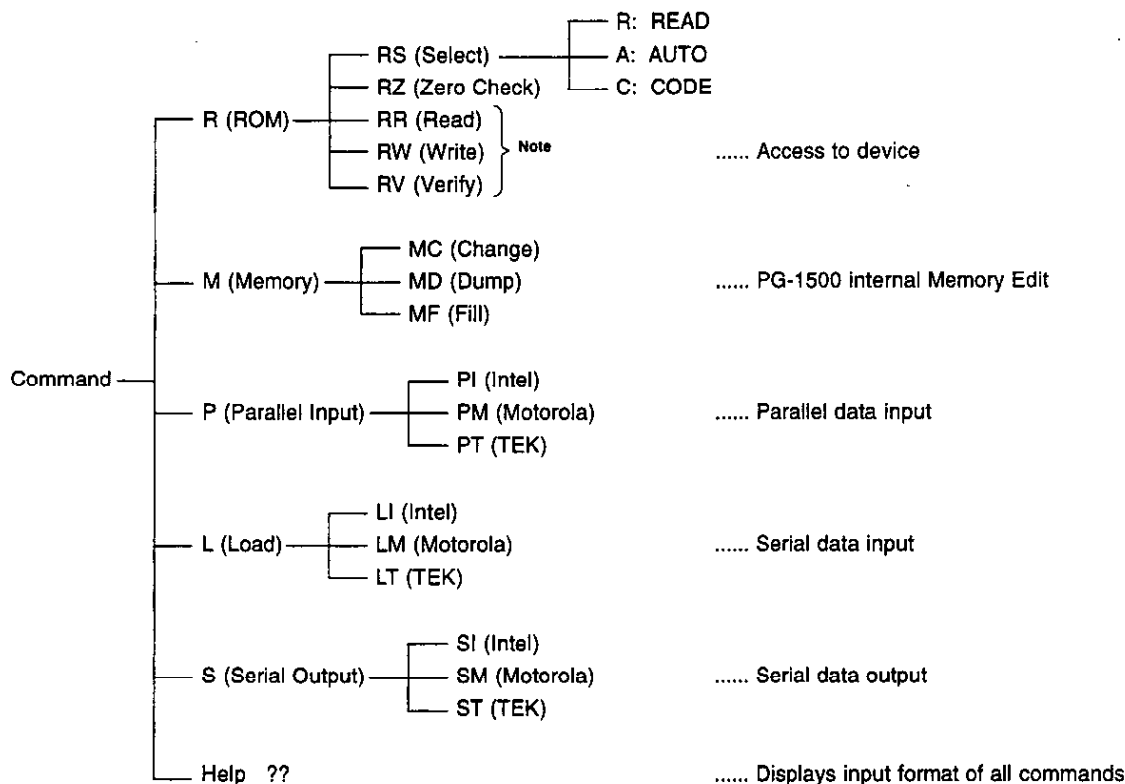 R: READ
RS (Select) A: AUTO
RZ (Zero Check) C: CODE
R (ROM) RR (Read)
RW (Write) Note ...... Access to device
RV (Verify)
MC (Change)
M (Memory) MD (Dump) ...... PG-1500 internal Memory Edit
MF (Fill)
Command
PI (Intel)
P (Parallel Input) PM (Motorola) ...... Parallel data input
PT (TEK)
LI (Intel)
L (Load) LM (Motorola) ...... Serial data input
LT (TEK)
SI (Intel)
S (Serial Output) SM (Motorola) ...... Serial data output
ST (TEK)
Help ?? ...... Displays input format of all commands